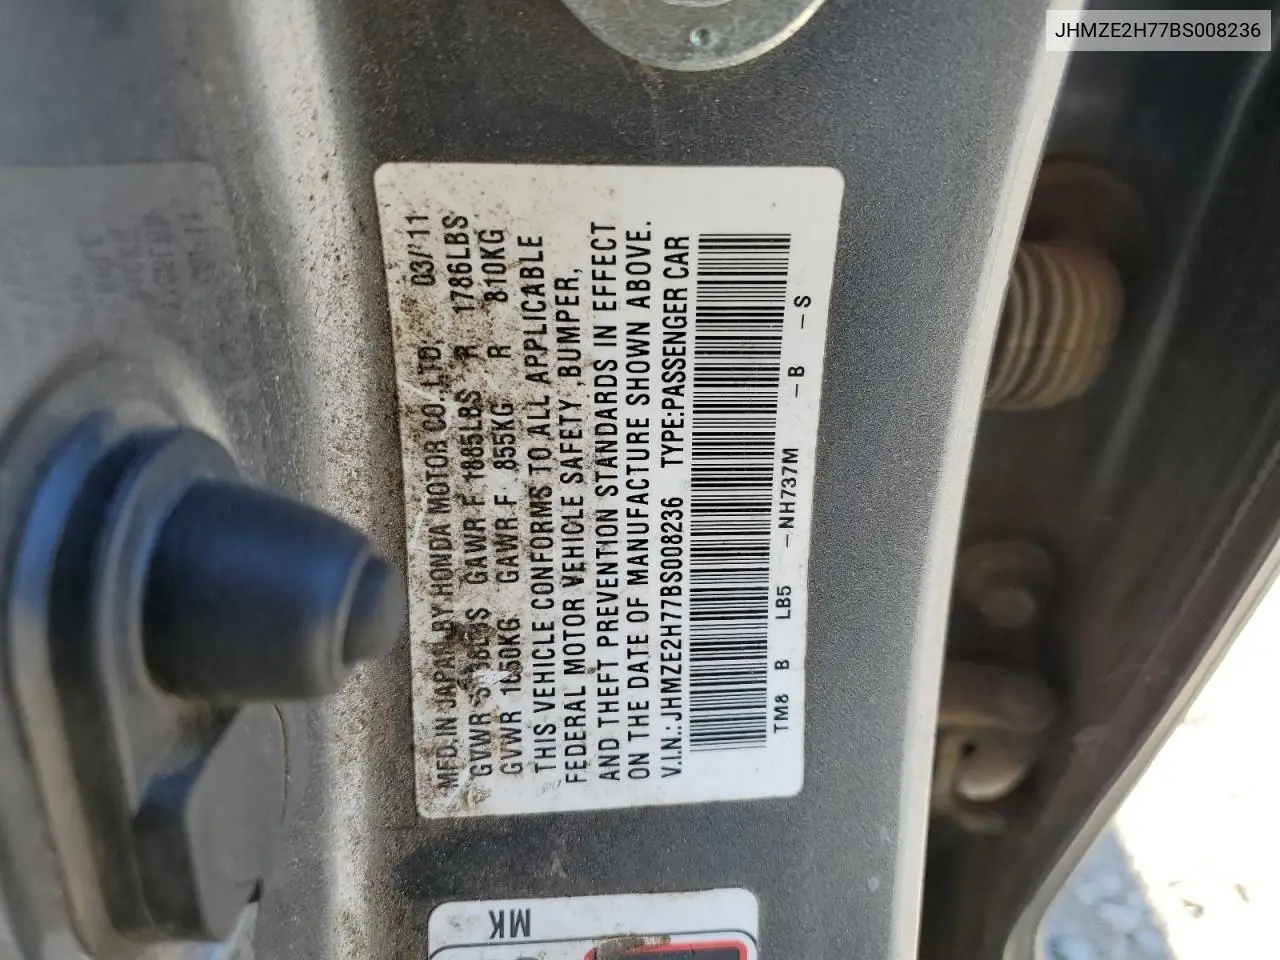 JHMZE2H77BS008236
MFD.IN JAPAN BY HONDA MOTOR CO.,LTD. 03/'11
GVWR GAWR F 1885LBS R 1786LBS
GVWR 1650KG GAWR F 855KG R 810KG
THIS VEHICLE CONFORMS TO ALL APPLICABLE
FEDERAL MOTOR VEHICLE SAFETY ,BUMPER,
AND THEFT PREVENTION STANDARDS IN EFFECT
ON THE DATE OF MANUFACTURE SHOWN ABOVE.
V.I.N.: JHMZE2H77BS008236 TYPE:PASSENGER CAR
TM8 B LB5 -NH737M -B -S
MK